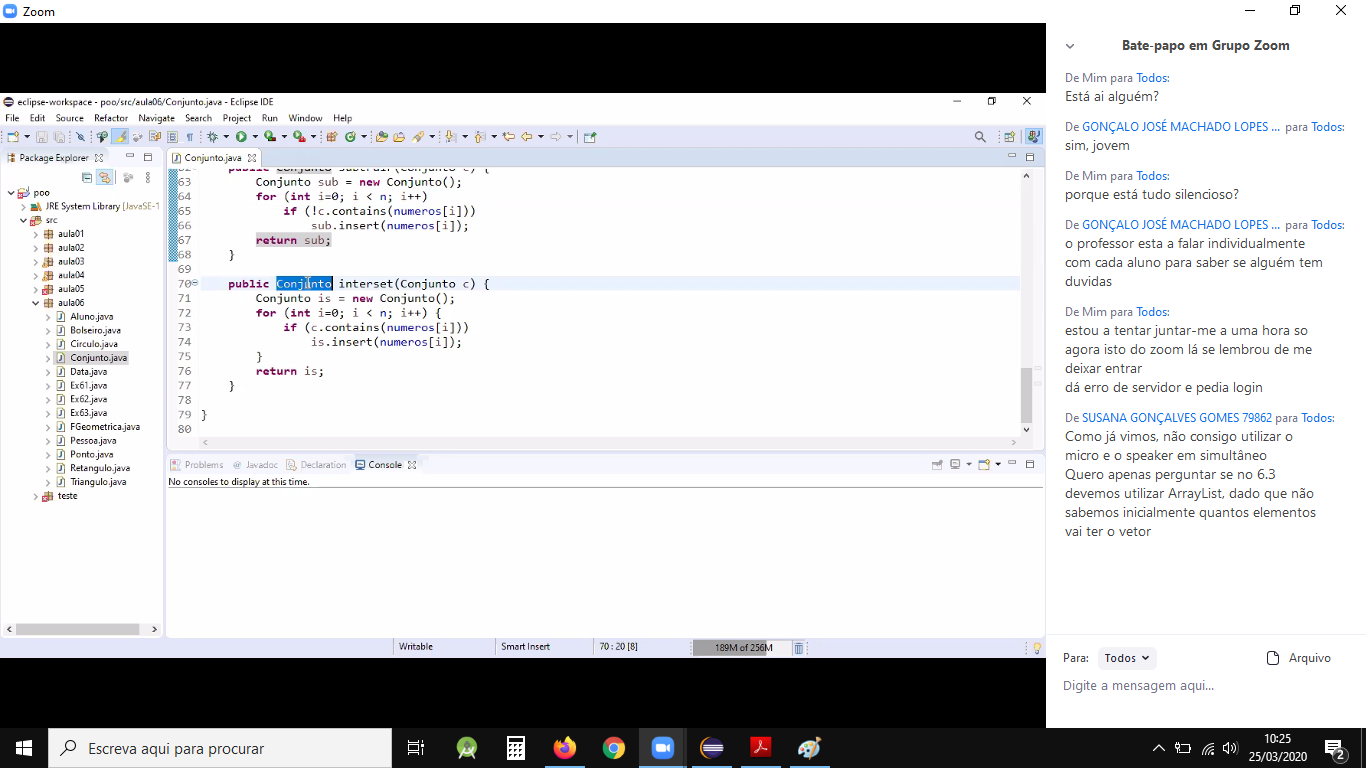 Zoom
eclipse-workspace - poo/src/aula06/Conjunto.java - Eclipse IDE
File Edit Source Refactor Navigate Search Project Run Window Help
Package Explorer
poo
JRE System Library [JavaSE-1
src
aula01
aula02
aula03
aula04
aula05
aula06
Aluno.java
Bolseiro.java
Circulo.java
Conjunto.java
Data.java
Ex61.java
Ex62.java
Ex63.java
FGeometrica.java
Pessoa.java
Ponto.java
Retangulo.java
Triangulo.java
teste
Conjunto.java
62 public Conjunto subtrair(Conjunto c) {
63 Conjunto sub = new Conjunto();
64 for (int i=0; i < n; i++)
65 if (!c.contains(numeros[i]))
66 sub.insert(numeros[i]);
67 return sub;
68 }
69
70 public Conjunto interset(Conjunto c) {
71 Conjunto is = new Conjunto();
72 for (int i=0; i < n; i++) {
73 if (c.contains(numeros[i]))
74 is.insert(numeros[i]);
75 }
76 return is;
77 }
78
79 }
80
Problems Javadoc Declaration Console
No consoles to display at this time.
Writable Smart Insert 70 : 20 [8] 189M of 256M
Bate-papo em Grupo Zoom
De Mim para Todos:
Está ai alguém?
De GONÇALO JOSÉ MACHADO LOPES ... para Todos:
sim, jovem
De Mim para Todos:
porque está tudo silencioso?
De GONÇALO JOSÉ MACHADO LOPES ... para Todos:
o professor esta a falar individualmente
com cada aluno para saber se alguém tem
duvidas
De Mim para Todos:
estou a tentar juntar-me a uma hora so
agora isto do zoom lá se lembrou de me
deixar entrar
dá erro de servidor e pedia login
De SUSANA GONÇALVES GOMES 79862 para Todos:
Como já vimos, não consigo utilizar o
micro e o speaker em simultâneo
Quero apenas perguntar se no 6.3
devemos utilizar ArrayList, dado que não
sabemos inicialmente quantos elementos
vai ter o vetor
Para: Todos Arquivo
Digite a mensagem aqui...
Escreva aqui para procurar
10:25
25/03/2020
2